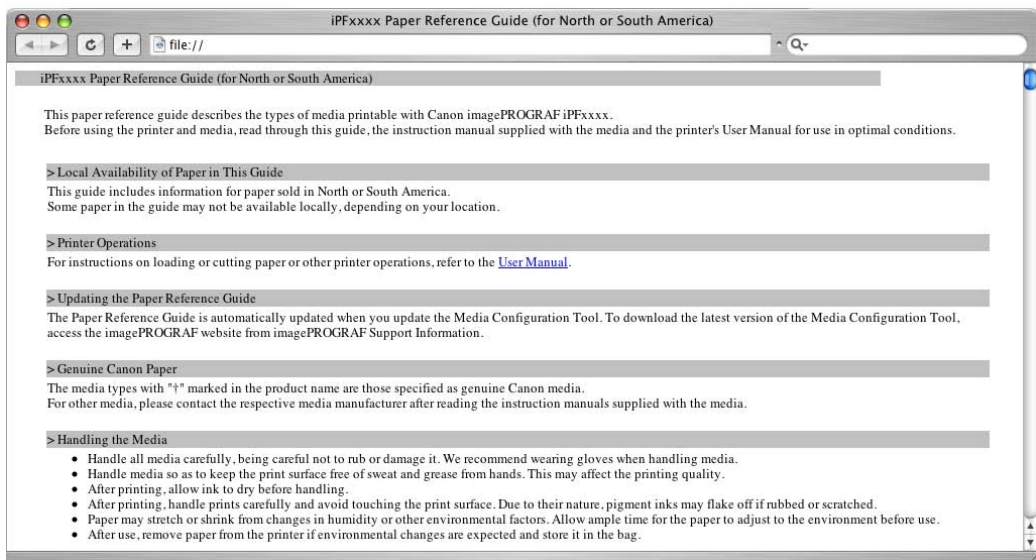 iPFxxxx Paper Reference Guide (for North or South America)
file://
iPFxxxx Paper Reference Guide (for North or South America)
This paper reference guide describes the types of media printable with Canon imagePROGRAF iPFxxxx.
Before using the printer and media, read through this guide, the instruction manual supplied with the media and the printer's User Manual for use in optimal conditions.
> Local Availability of Paper in This Guide
This guide includes information for paper sold in North or South America.
Some paper in the guide may not be available locally, depending on your location.
> Printer Operations
For instructions on loading or cutting paper or other printer operations, refer to the User Manual.
> Updating the Paper Reference Guide
The Paper Reference Guide is automatically updated when you update the Media Configuration Tool. To download the latest version of the Media Configuration Tool,
access the imagePROGRAF website from imagePROGRAF Support Information.
> Genuine Canon Paper
The media types with "†" marked in the product name are those specified as genuine Canon media.
For other media, please contact the respective media manufacturer after reading the instruction manuals supplied with the media.
> Handling the Media
• Handle all media carefully, being careful not to rub or damage it. We recommend wearing gloves when handling media.
• Handle media so as to keep the print surface free of sweat and grease from hands. This may affect the printing quality.
• After printing, allow ink to dry before handling.
• After printing, handle prints carefully and avoid touching the print surface. Due to their nature, pigment inks may flake off if rubbed or scratched.
• Paper may stretch or shrink from changes in humidity or other environmental factors. Allow ample time for the paper to adjust to the environment before use.
• After use, remove paper from the printer if environmental changes are expected and store it in the bag.